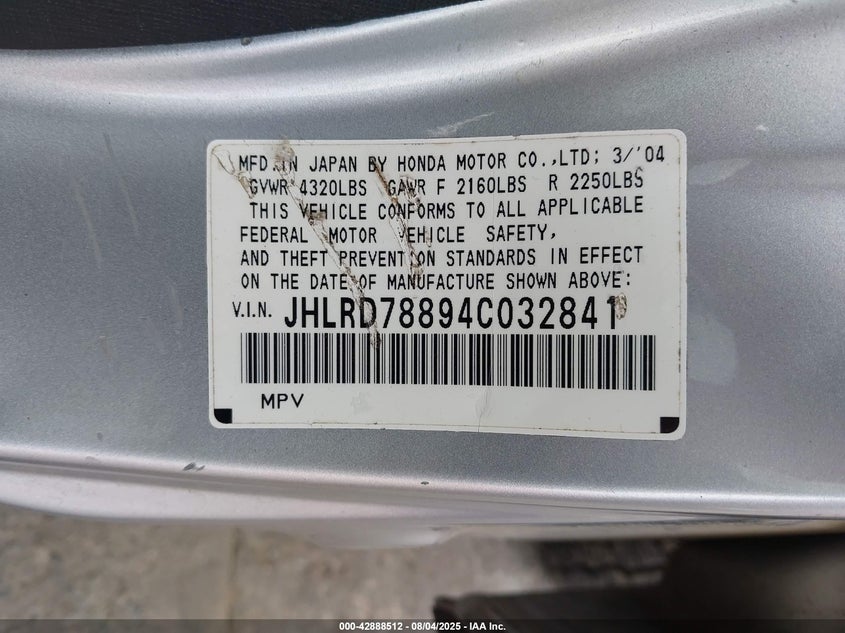 MFD.IN JAPAN BY HONDA MOTOR CO.,LTD; 3/'04
GVWR 4320LBS GAWR F 2160LBS R 2250LBS
THIS VEHICLE CONFORMS TO ALL APPLICABLE
FEDERAL MOTOR VEHICLE SAFETY,
AND THEFT PREVENTION STANDARDS IN EFFECT
ON THE DATE OF MANUFACTURE SHOWN ABOVE:
V.I.N. JHLRD78894C032841
MPV
000-42888512 - 08/04/2025 - IAA Inc.